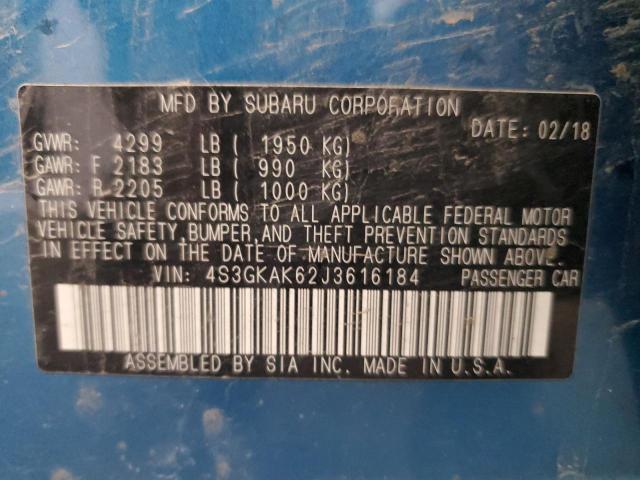 MFD BY SUBARU CORPORATION
DATE: 02/18
GVWR: 4299 LB ( 1950 KG)
GAWR: F 2183 LB ( 990 KG)
GAWR: R 2205 LB ( 1000 KG)
THIS VEHICLE CONFORMS TO ALL APPLICABLE FEDERAL MOTOR
VEHICLE SAFETY, BUMPER, AND THEFT PREVENTION STANDARDS
IN EFFECT ON THE DATE OF MANUFACTURE SHOWN ABOVE.
VIN: 4S3GKAK62J3616184 PASSENGER CAR
ASSEMBLED BY SIA INC. MADE IN U.S.A.